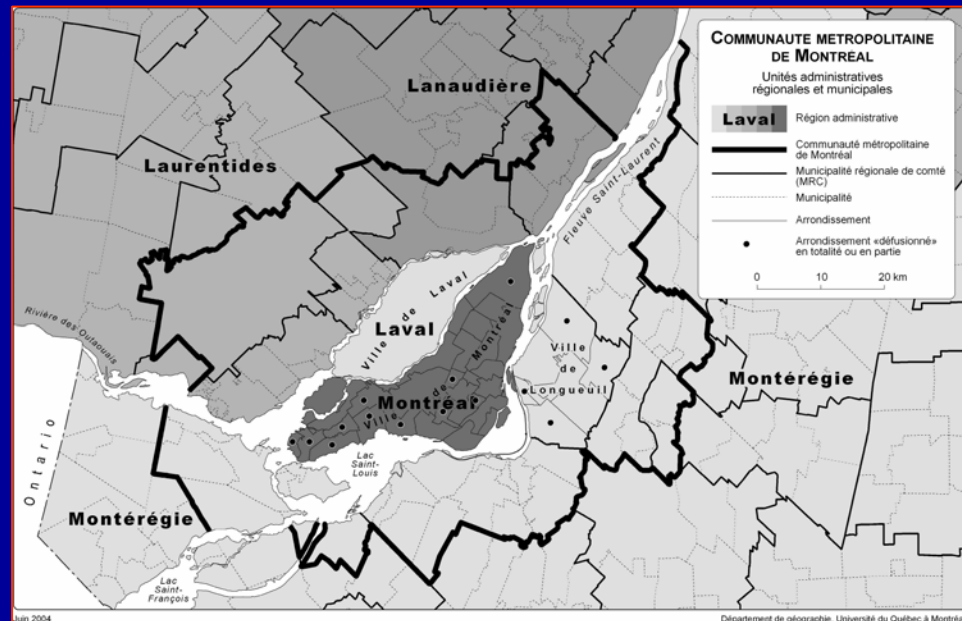 COMMUNAUTE METROPOLITAINE
DE MONTRÉAL
Unités administratives
régionales et municipales
Laval
Région administrative
Communauté métropolitaine
de Montréal
Municipalité régionale de comté
(MRC)
Municipalité
Arrondissement
Arrondissement «défusionné»
en totalité ou en partie
0 10 20 km
Lanaudière
Laurentides
Fleuve Saint-Laurent
Rivière des Outaouais
Ville de Laval
Laval
Ville de Montréal
Montréal
Ville
de
Longueuil
Montérégie
Lac
Saint-Louis
Ontario
Montérégie
Lac
Saint-
François
Juin 2004
Département de géographie, Université du Québec à Montréal